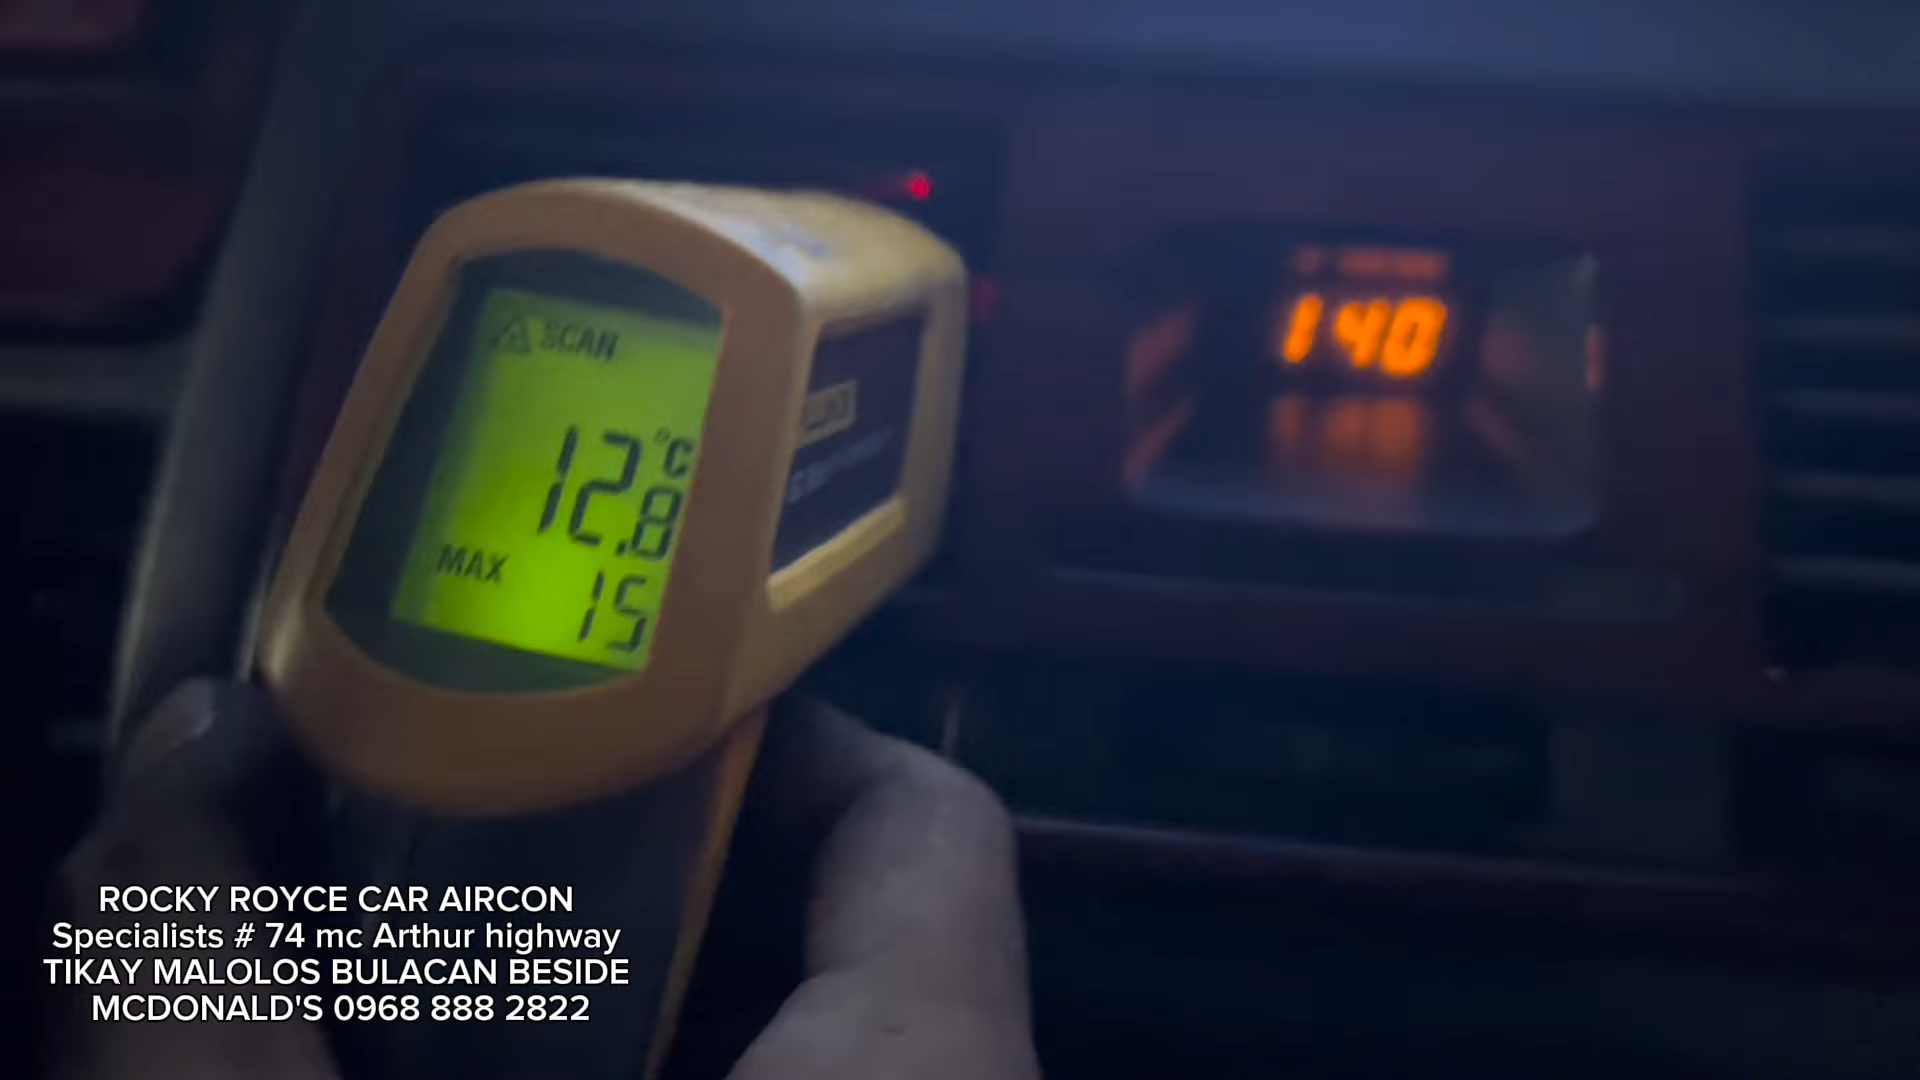 SCAN
12.8 °C
MAX 15
140
ROCKY ROYCE CAR AIRCON
Specialists # 74 mc Arthur highway
TIKAY MALOLOS BULACAN BESIDE
MCDONALD'S 0968 888 2822